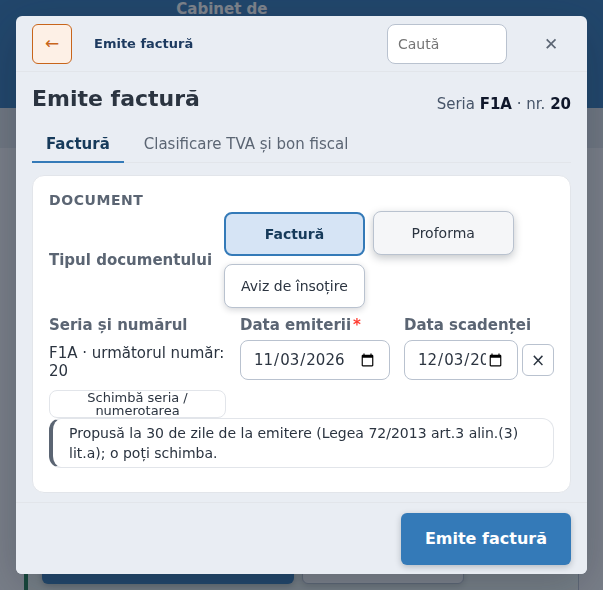 Cabinet de
←
Emite factură
Caută
✕
Emite factură
Seria F1A · nr. 20
Factură
Clasificare TVA și bon fiscal
DOCUMENT
Tipul documentului
Factură
Proforma
Aviz de însoțire
Seria și numărul
F1A · următorul număr:
20
Schimbă seria /
numerotarea
Data emiterii*
11/03/2026
Data scadenței
12/03/20
✕
Propusă la 30 de zile de la emitere (Legea 72/2013 art.3 alin.(3)
lit.a); o poți schimba.
Emite factură